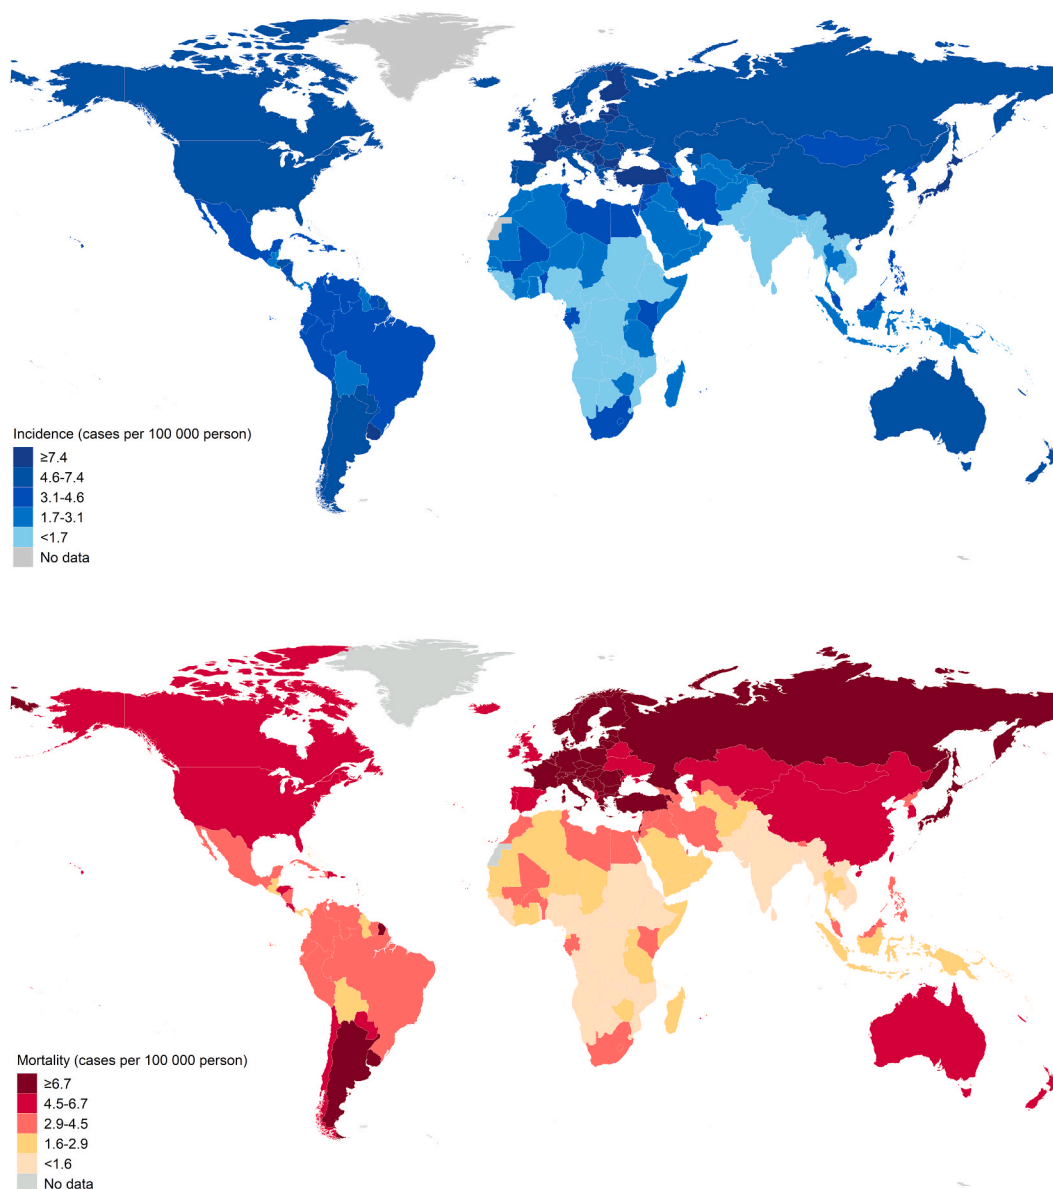 Incidence (cases per 100 000 person)
≥7.4
4.6-7.4
3.1-4.6
1.7-3.1
<1.7
No data
Mortality (cases per 100 000 person)
≥6.7
4.5-6.7
2.9-4.5
1.6-2.9
<1.6
No data